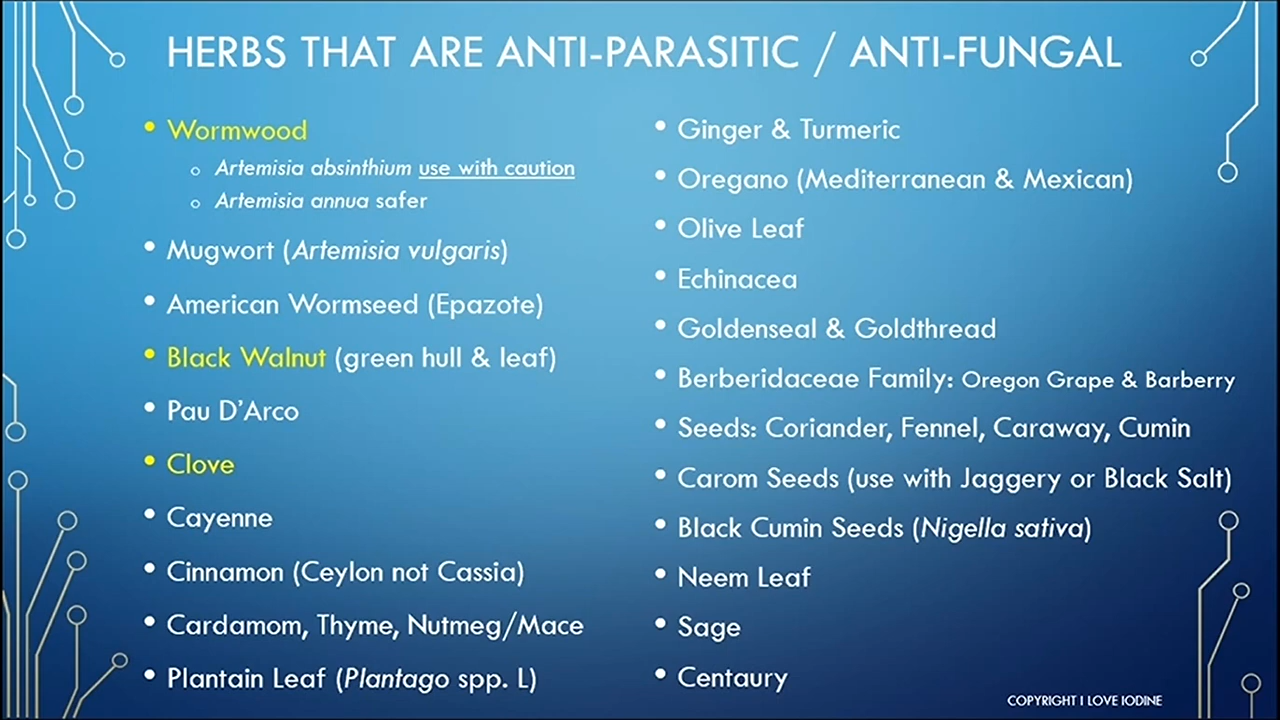 HERBS THAT ARE ANTI-PARASITIC / ANTI-FUNGAL
• Wormwood
o Artemisia absinthium use with caution
o Artemisia annua safer
• Mugwort (Artemisia vulgaris)
• American Wormseed (Epazote)
• Black Walnut (green hull & leaf)
• Pau D'Arco
• Clove
• Cayenne
• Cinnamon (Ceylon not Cassia)
• Cardamom, Thyme, Nutmeg/Mace
• Plantain Leaf (Plantago spp. L)
• Ginger & Turmeric
• Oregano (Mediterranean & Mexican)
• Olive Leaf
• Echinacea
• Goldenseal & Goldthread
• Berberidaceae Family: Oregon Grape & Barberry
• Seeds: Coriander, Fennel, Caraway, Cumin
• Carom Seeds (use with Jaggery or Black Salt)
• Black Cumin Seeds (Nigella sativa)
• Neem Leaf
• Sage
• Centaury
COPYRIGHT I LOVE IODINE